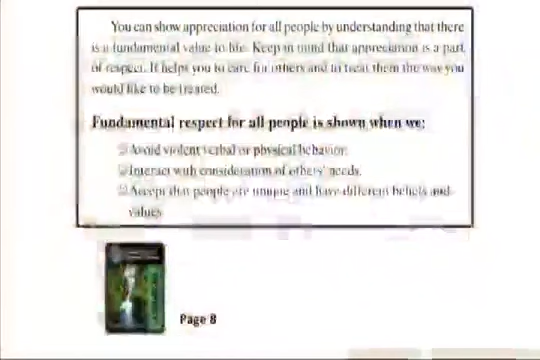 You can show appreciation for all people by understanding that there
is a fundamental value to life. Keep in mind that appreciation is a part
of respect. It helps you to care for others and to treat them the way you
would like to be treated.
Fundamental respect for all people is shown when we:
Avoid violent verbal or physical behavior.
Interact with consideration of others' needs.
Accept that people are unique and have different beliefs and
values
Page 8